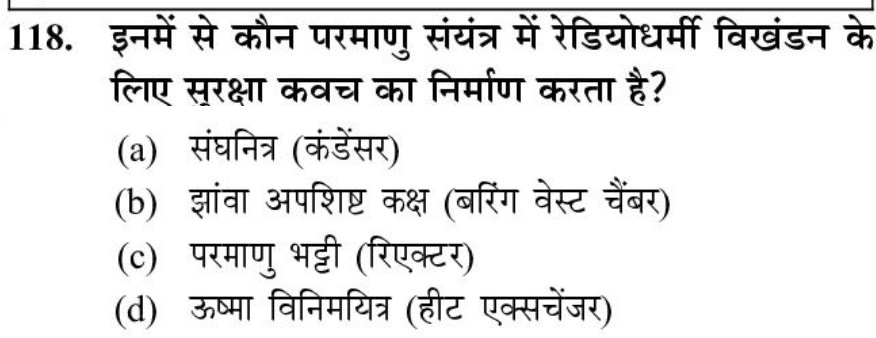 118. इनमें से कौन परमाणु संयंत्र में रेडियोधर्मी विखंडन के
लिए सुरक्षा कवच का निर्माण करता है?
(a) संघनित्र (कंडेंसर)
(b) झांवा अपशिष्ट कक्ष (बरिंग वेस्ट चैंबर)
(c) परमाणु भट्टी (रिएक्टर)
(d) ऊष्मा विनिमयित्र (हीट एक्सचेंजर)